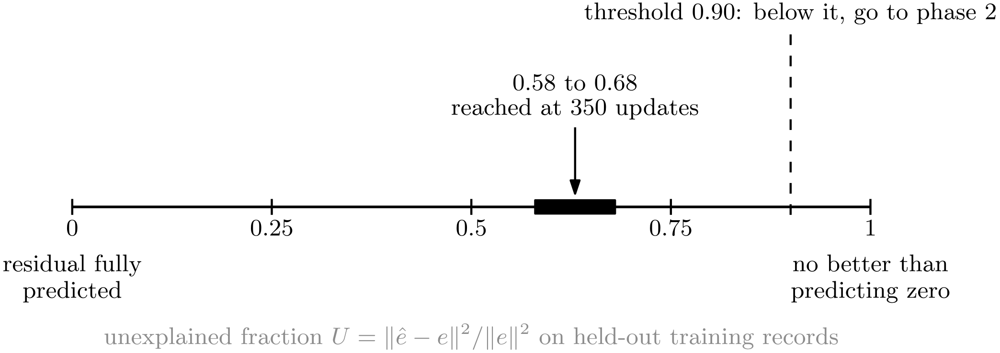 threshold 0.90: below it, go to phase 2
0.58 to 0.68
reached at 350 updates
0 0.25 0.5 0.75 1
residual fully
predicted
no better than
predicting zero
unexplained fraction U = ‖ê − e‖²/‖e‖² on held-out training records